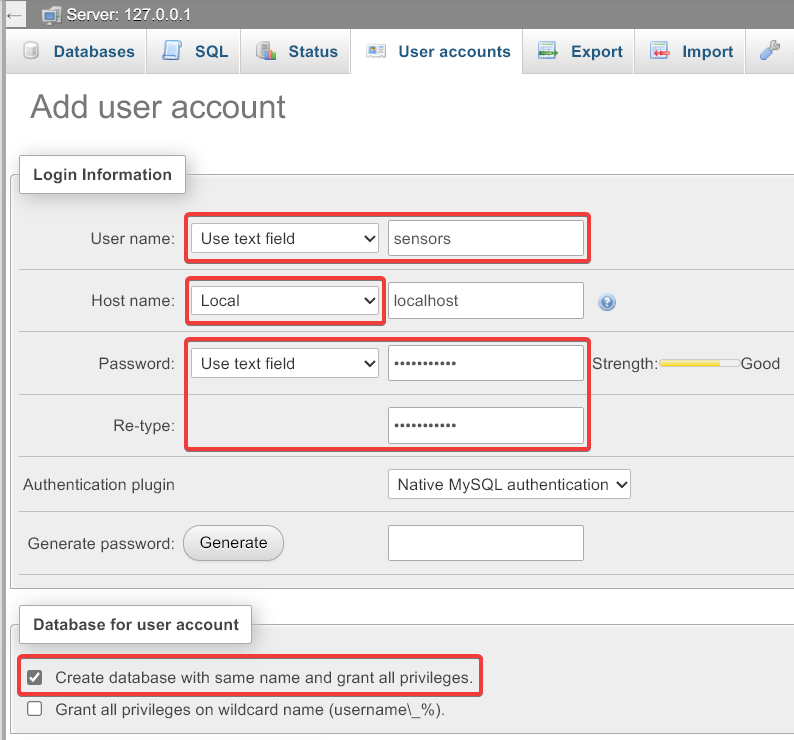 Server: 127.0.0.1
Databases SQL Status User accounts Export Import
Add user account
Login Information
User name: Use text field sensors
Host name: Local localhost
Password: Use text field ••••••••••• Strength: Good
Re-type: •••••••••••
Authentication plugin Native MySQL authentication
Generate password: Generate
Database for user account
Create database with same name and grant all privileges.
Grant all privileges on wildcard name (username\_%).